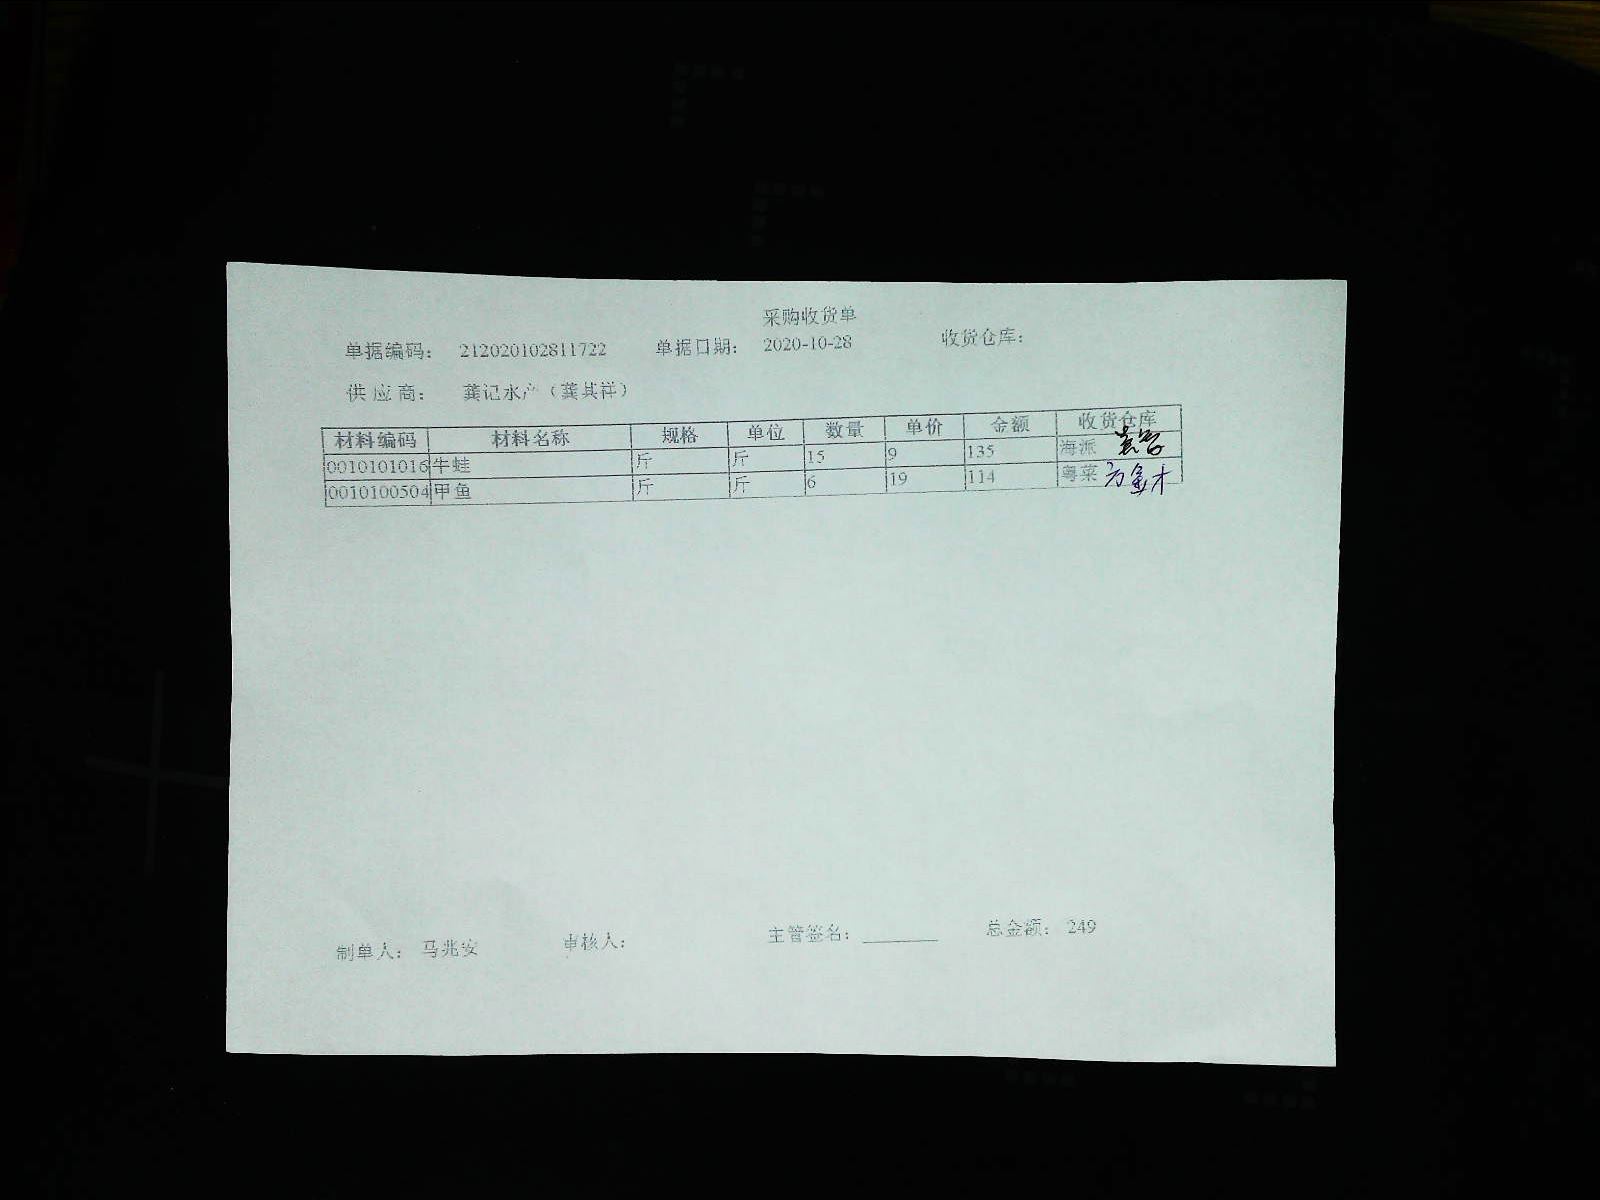 采购收货单
单据编码： 212020102811722 单据日期： 2020-10-28 收货仓库：
供应商： 龚记水产（龚其祥）
材料编码 材料名称 规格 单位 数量 单价 金额 收货仓库
0010101016 牛蛙 斤 斤 15 9 135 海派
0010100504 甲鱼 斤 斤 6 19 114 粤菜
制单人： 马兆安 审核人： 主管签名： 总金额： 249